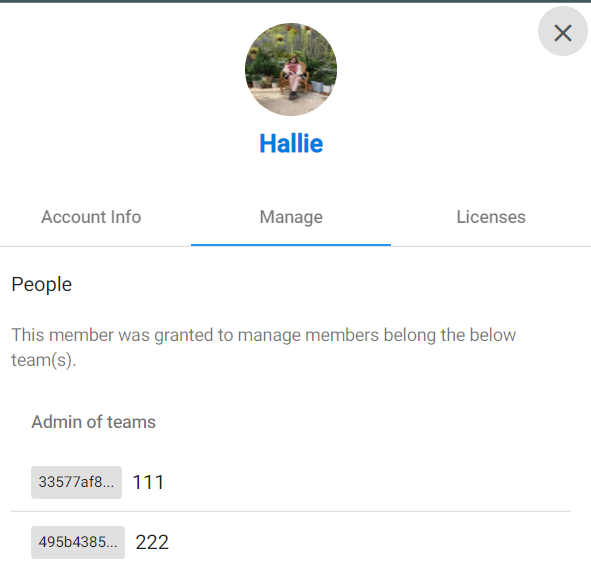 Hallie
Account Info Manage Licenses
People
This member was granted to manage members belong the below
team(s).
Admin of teams
33577af8... 111
495b4385... 222